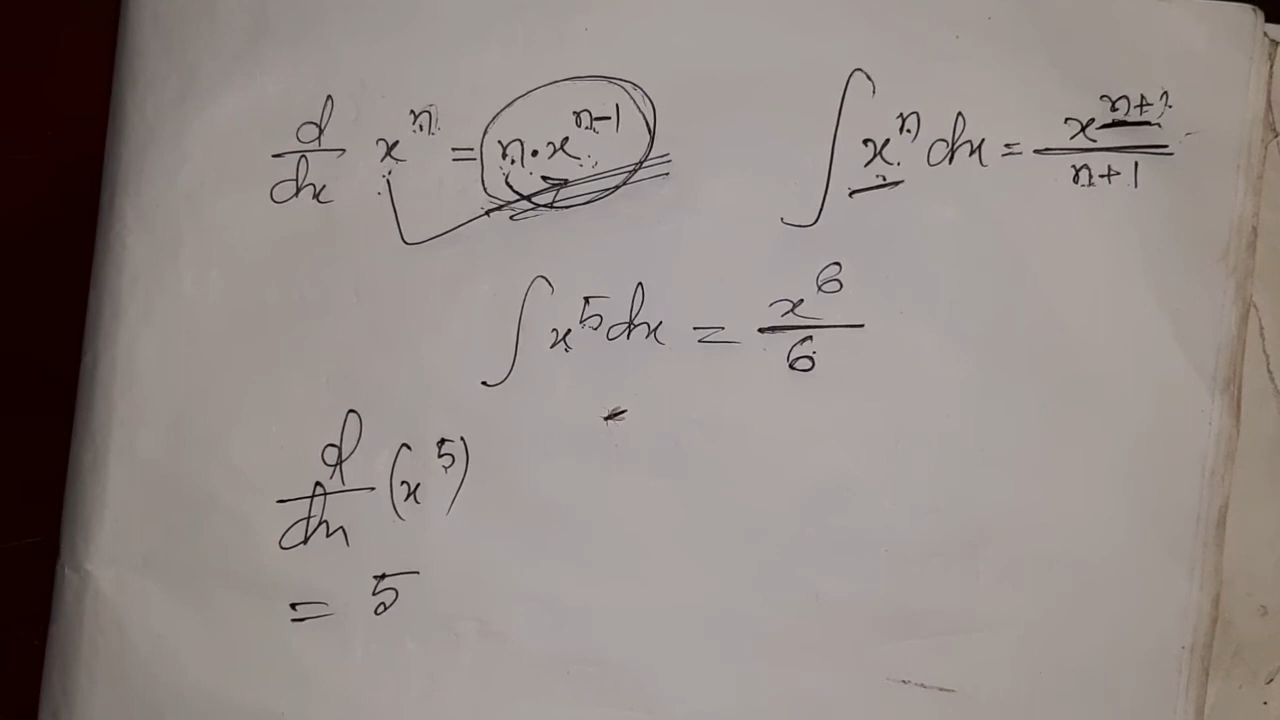 d/dx x^n = n·x^(n-1)
∫ x^n dx = x^(n+1)/(n+1)
∫ x^5 dx = x^6/6
d/dx (x^5)
= 5